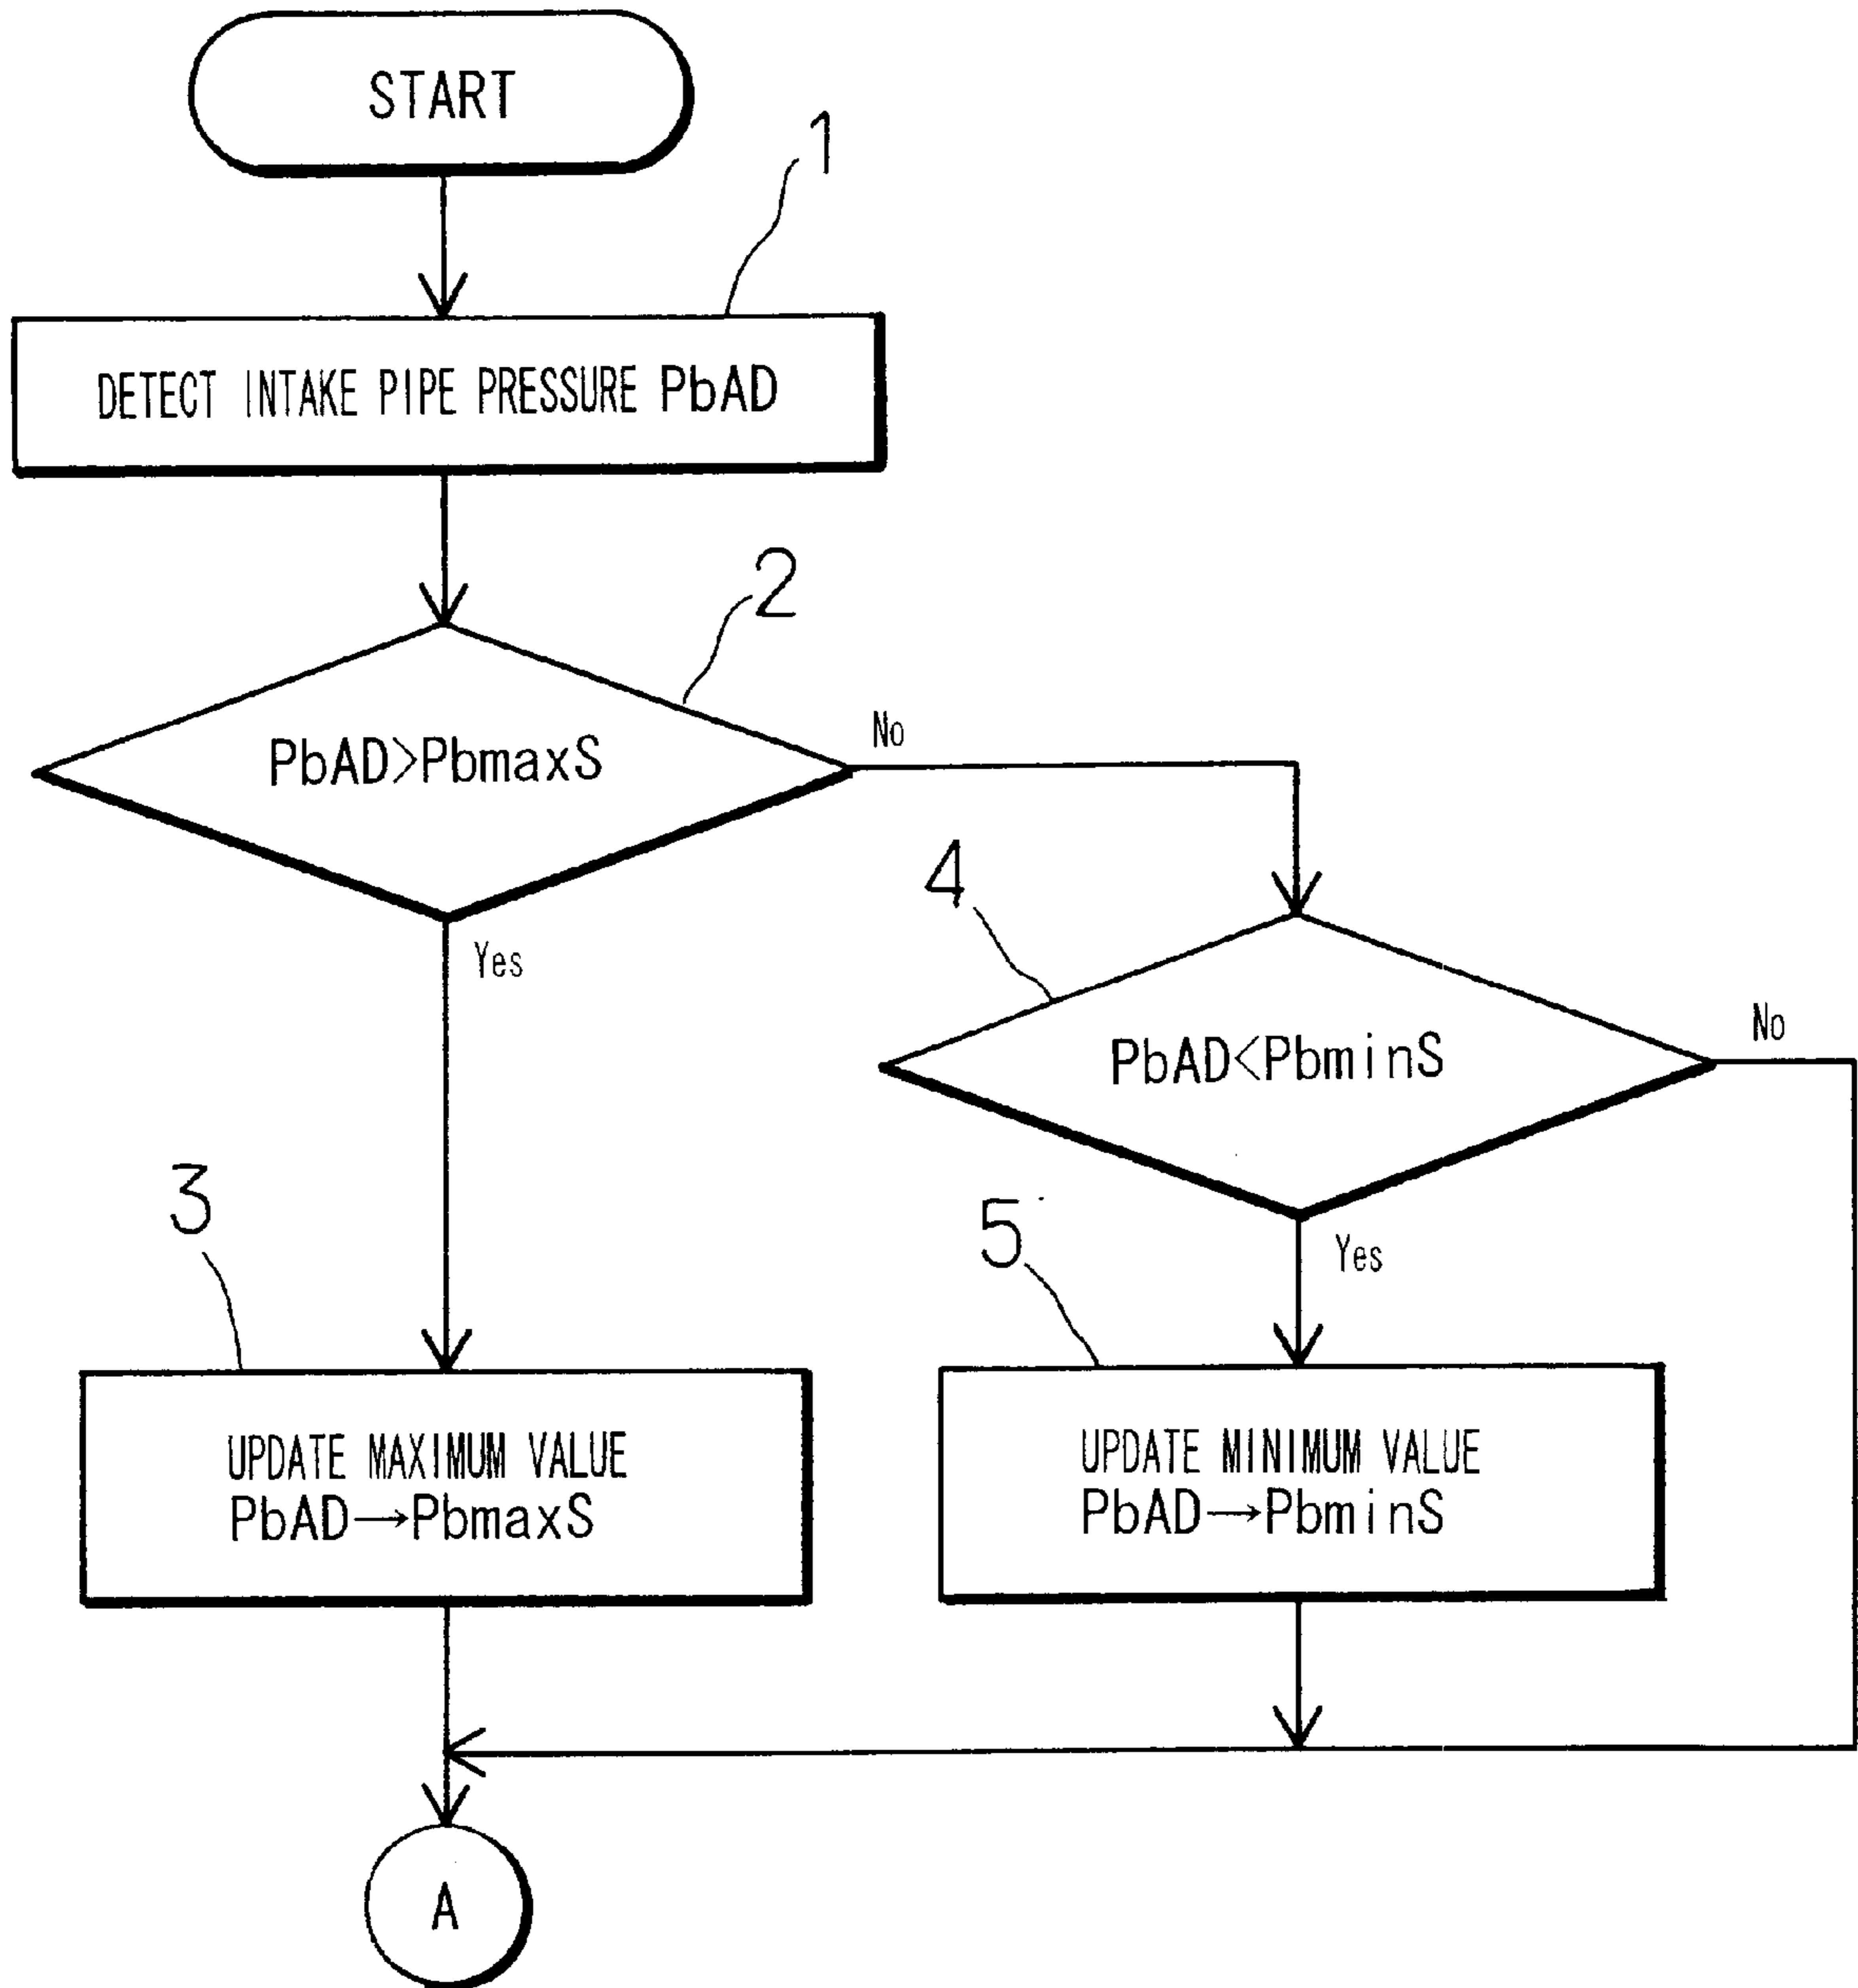 START
1
DETECT INTAKE PIPE PRESSURE PbAD
2
PbAD>PbmaxS
No
Yes
4
PbAD<PbminS
No
Yes
3
UPDATE MAXIMUM VALUE
PbAD→PbmaxS
5
UPDATE MINIMUM VALUE
PbAD→PbminS
A